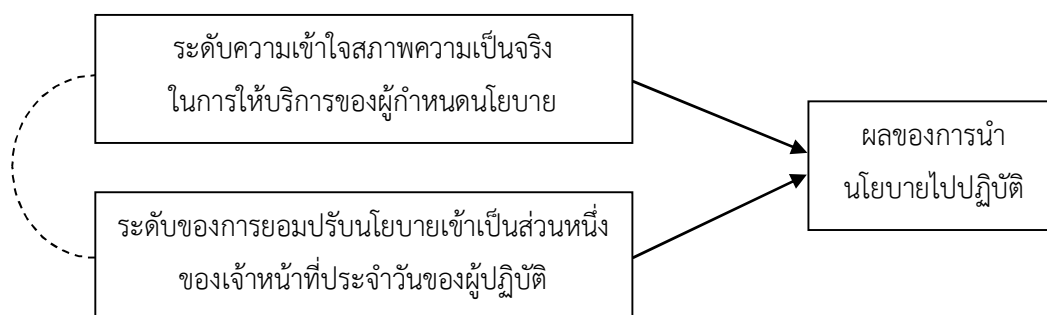 ระดับความเข้าใจสภาพความเป็นจริง
ในการให้บริการของผู้กำหนดนโยบาย
ระดับของการยอมปรับนโยบายเข้าเป็นส่วนหนึ่ง
ของเจ้าหน้าที่ประจำวันของผู้ปฏิบัติ
ผลของการนำ
นโยบายไปปฏิบัติ